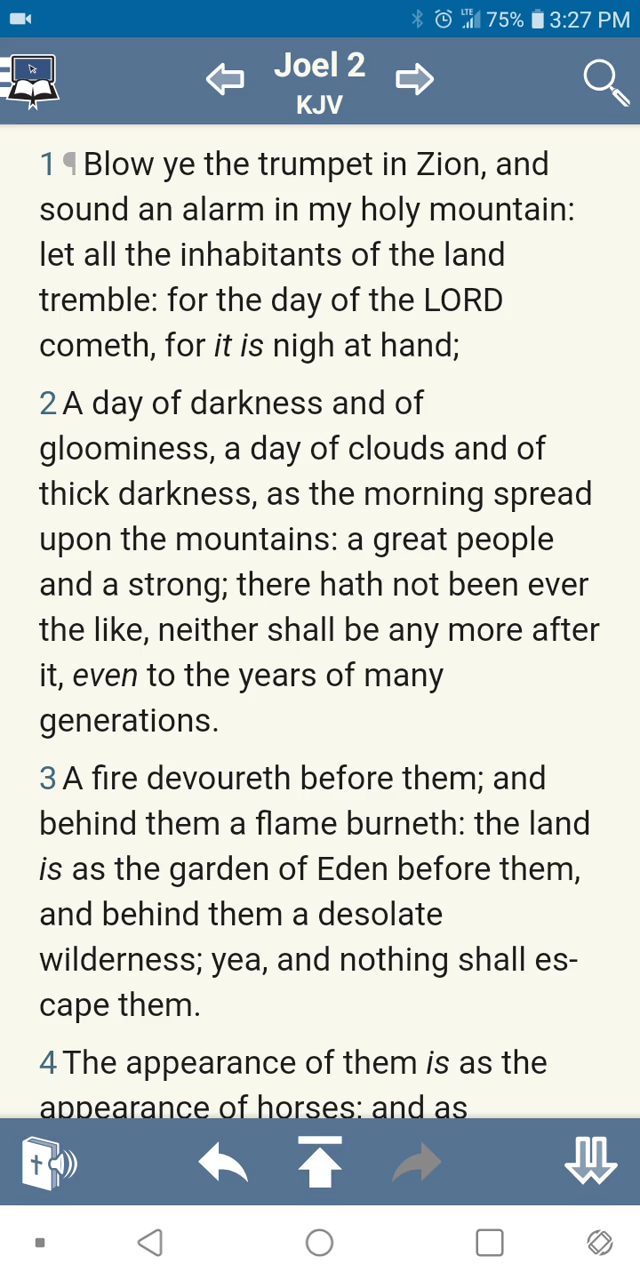 LTE 75% 3:27 PM
Joel 2
KJV
1 ¶ Blow ye the trumpet in Zion, and
sound an alarm in my holy mountain:
let all the inhabitants of the land
tremble: for the day of the LORD
cometh, for it is nigh at hand;
2 A day of darkness and of
gloominess, a day of clouds and of
thick darkness, as the morning spread
upon the mountains: a great people
and a strong; there hath not been ever
the like, neither shall be any more after
it, even to the years of many
generations.
3 A fire devoureth before them; and
behind them a flame burneth: the land
is as the garden of Eden before them,
and behind them a desolate
wilderness; yea, and nothing shall es-
cape them.
4 The appearance of them is as the
appearance of horses; and as